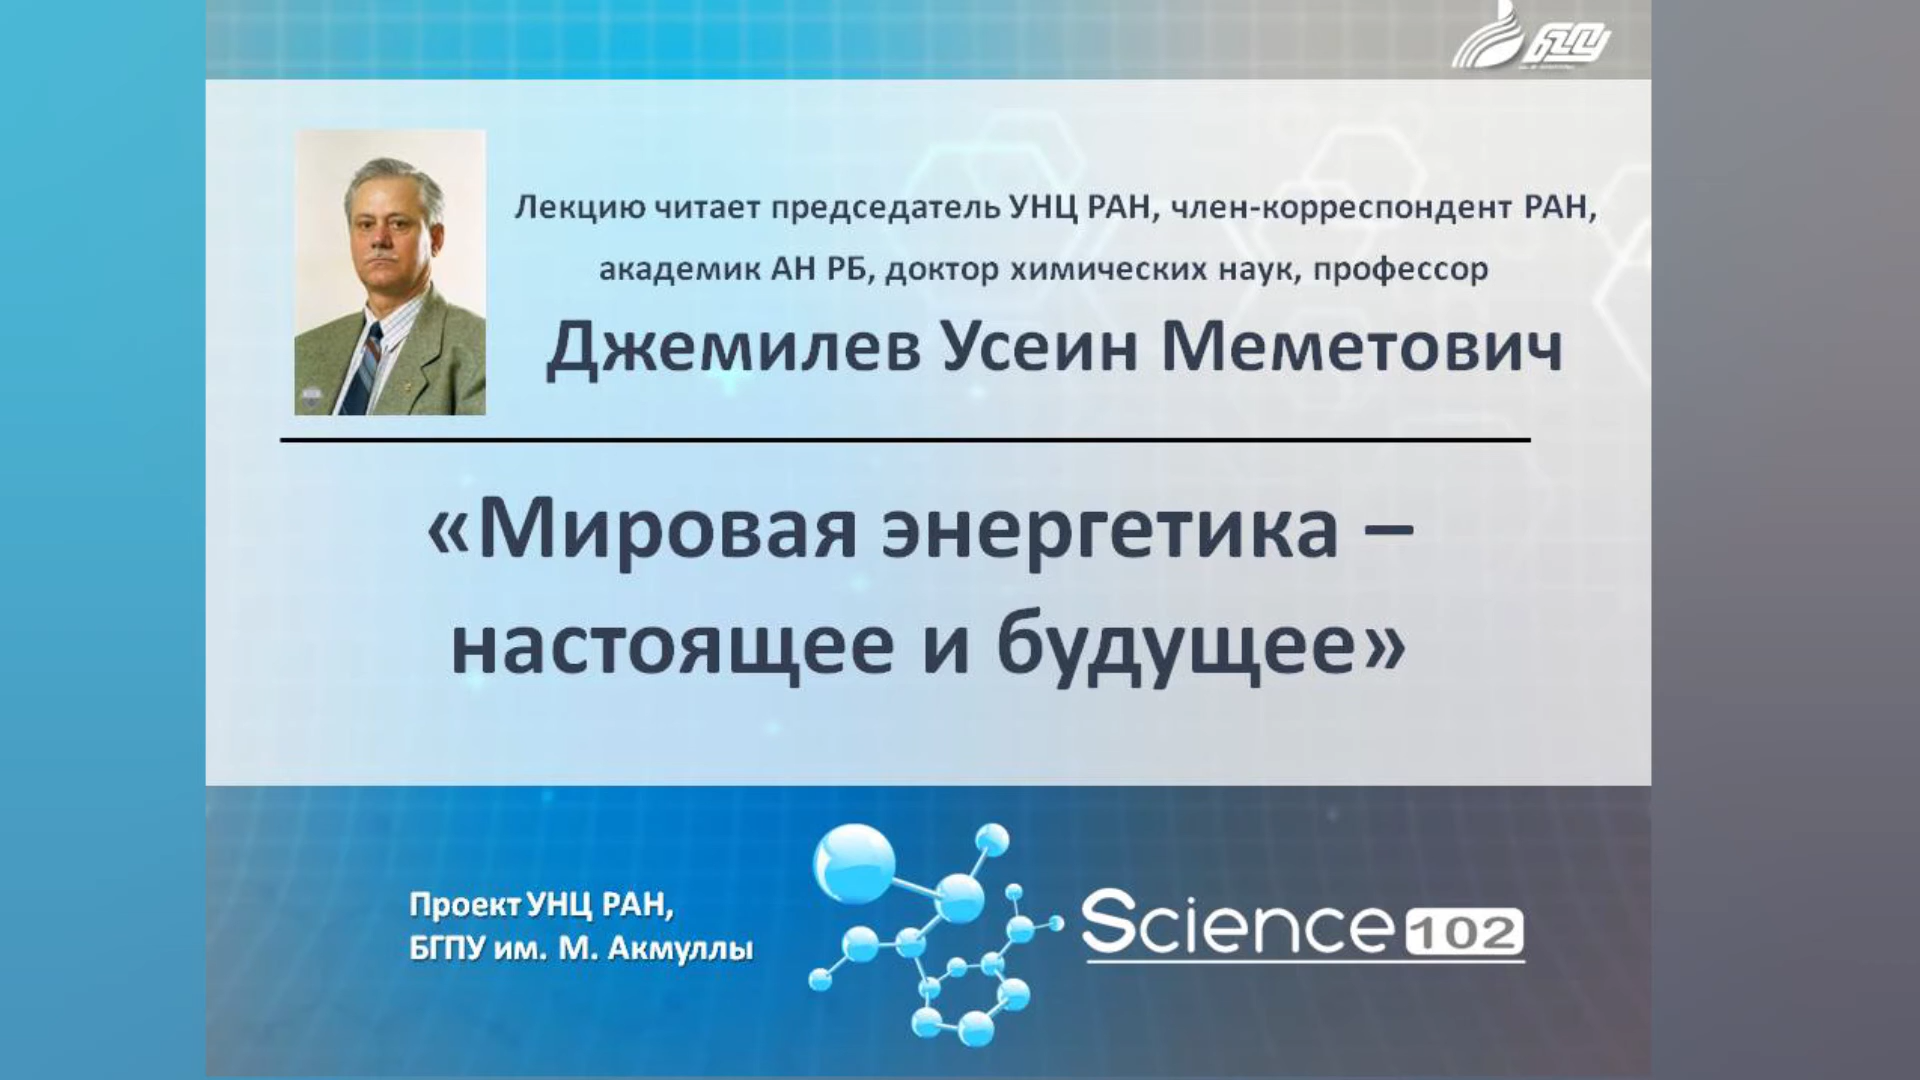 БГПУ
Лекцию читает председатель УНЦ РАН, член-корреспондент РАН,
академик АН РБ, доктор химических наук, профессор
Джемилев Усеин Меметович
«Мировая энергетика –
настоящее и будущее»
Проект УНЦ РАН,
БГПУ им. М. Акмуллы
Science 102